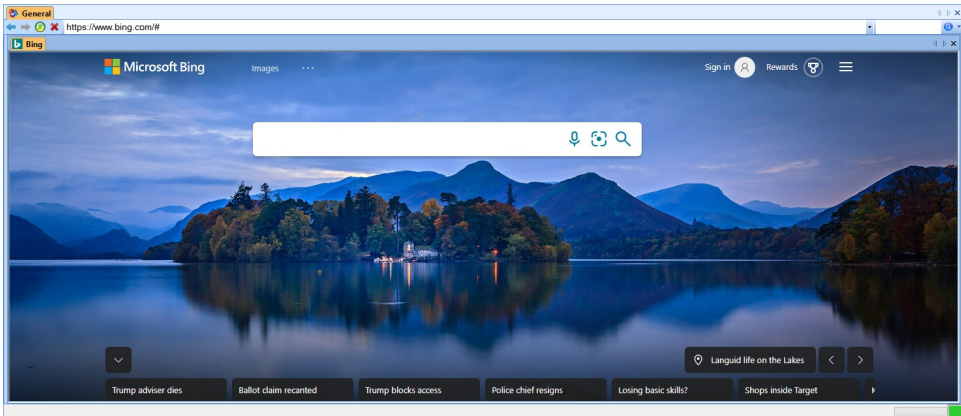 General
https://www.bing.com/#
Bing
Microsoft Bing
Images
Sign in
Rewards
Languid life on the Lakes
Trump adviser dies
Ballot claim recanted
Trump blocks access
Police chief resigns
Losing basic skills?
Shops inside Target